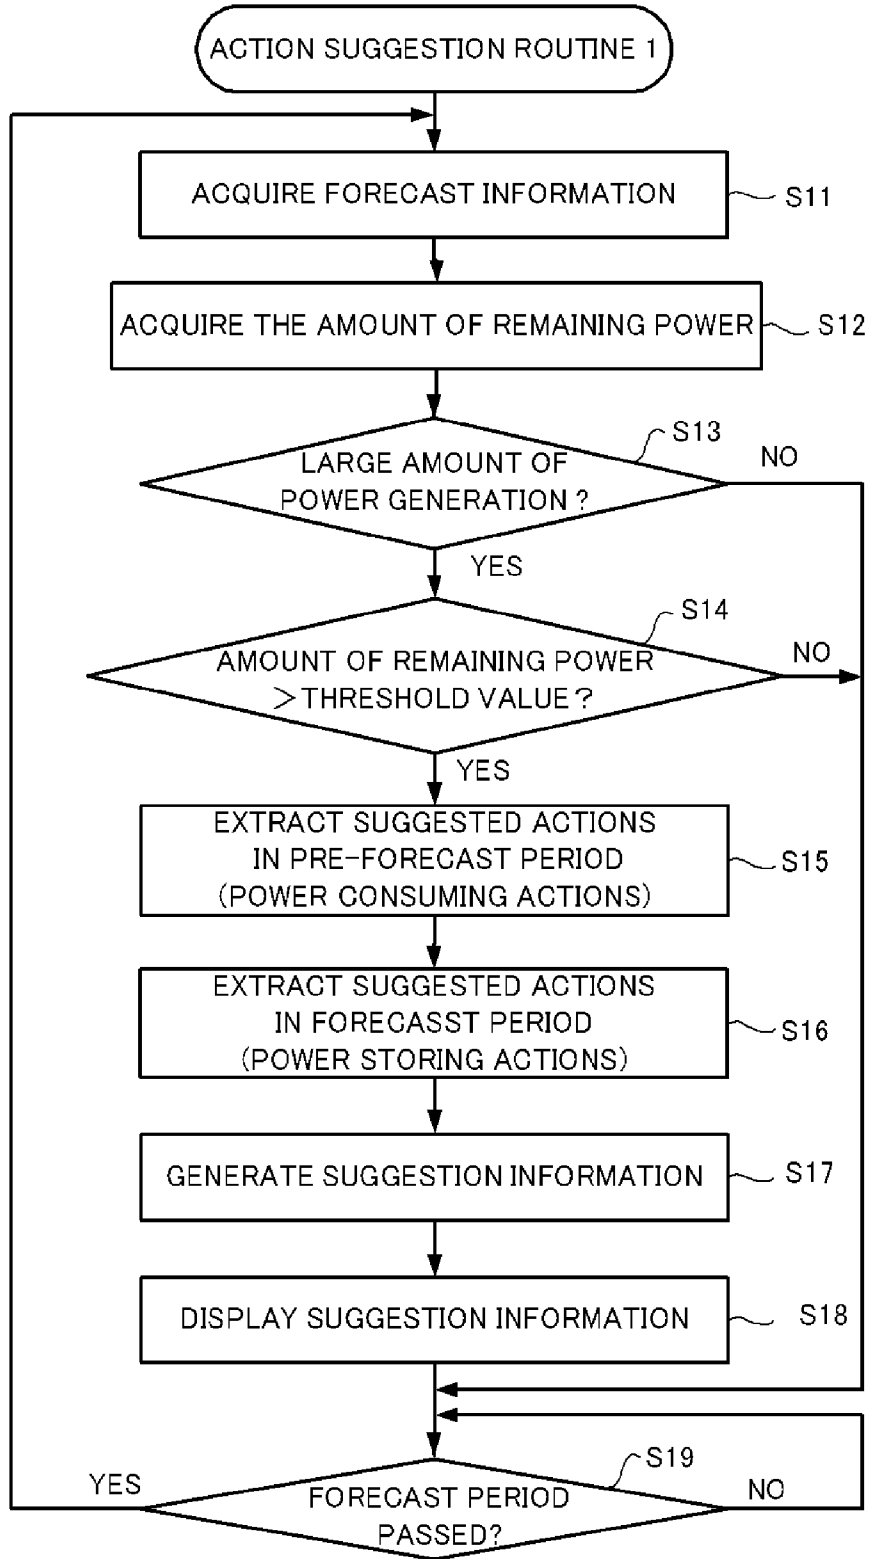 ACTION SUGGESTION ROUTINE 1
ACQUIRE FORECAST INFORMATION
S11
ACQUIRE THE AMOUNT OF REMAINING POWER
S12
S13
LARGE AMOUNT OF
POWER GENERATION ?
NO
YES
S14
AMOUNT OF REMAINING POWER
>THRESHOLD VALUE?
NO
YES
EXTRACT SUGGESTED ACTIONS
IN PRE-FORECAST PERIOD
(POWER CONSUMING ACTIONS)
S15
EXTRACT SUGGESTED ACTIONS
IN FORECASST PERIOD
(POWER STORING ACTIONS)
S16
GENERATE SUGGESTION INFORMATION
S17
DISPLAY SUGGESTION INFORMATION
S18
S19
YES
FORECAST PERIOD
PASSED?
NO